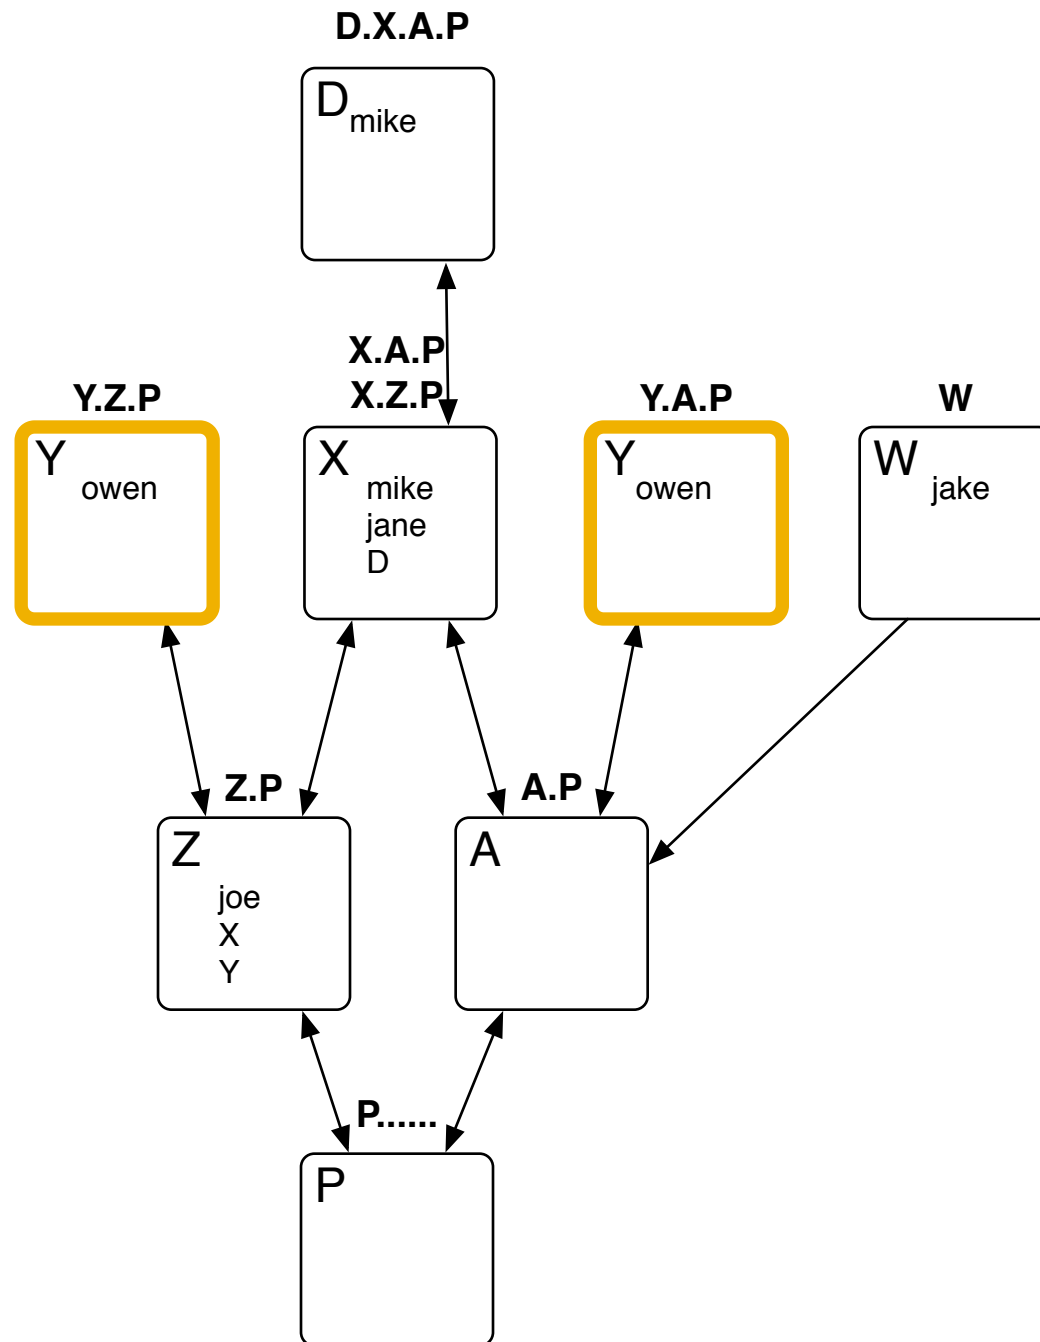 D.X.A.P
D
mike
X.A.P
X.Z.P
Y.Z.P
Y.A.P
W
Y
owen
X
mike
jane
D
Y
owen
W
jake
Z.P
A.P
Z
joe
X
Y
A
P......
P